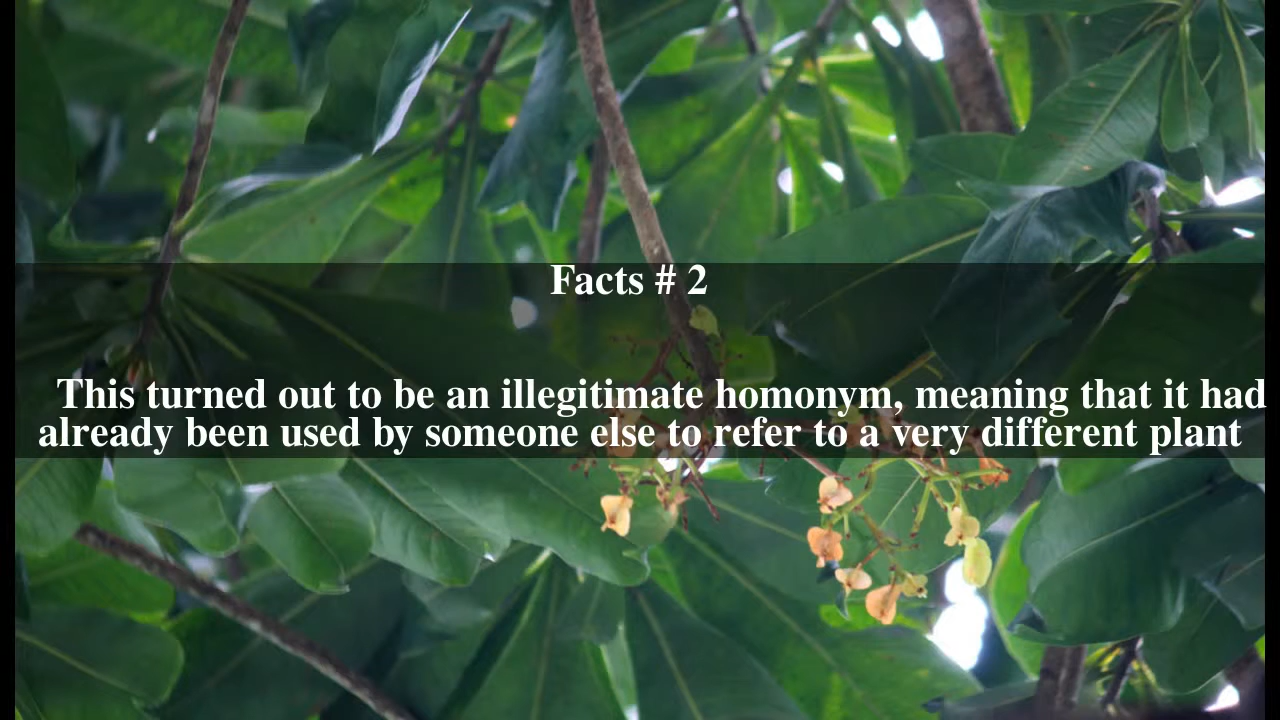 Facts # 2
This turned out to be an illegitimate homonym, meaning that it had
already been used by someone else to refer to a very different plant